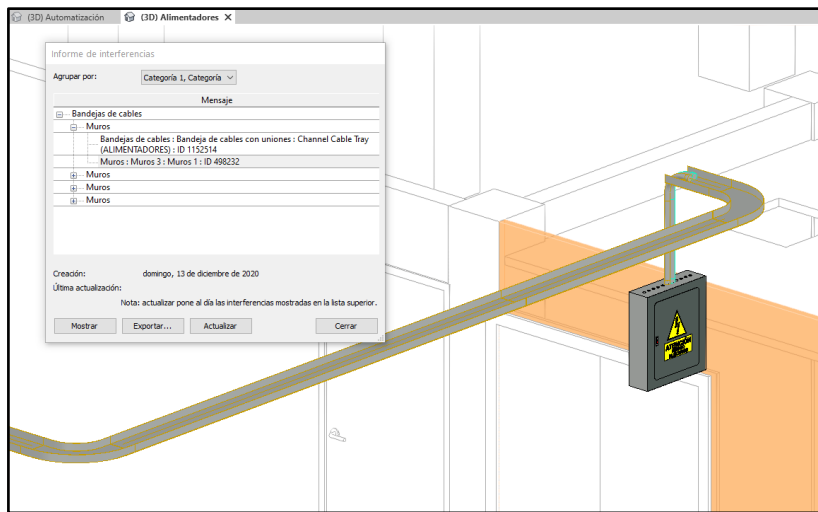 (3D) Automatización
(3D) Alimentadores X
Informe de interferencias
Agrupar por:
Categoría 1, Categoría
Mensaje
Bandejas de cables
Muros
Bandejas de cables : Bandeja de cables con uniones : Channel Cable Tray
(ALIMENTADORES) : ID 1152514
Muros : Muros 3 : Muros 1 : ID 498232
Muros
Muros
Muros
Creación:
domingo, 13 de diciembre de 2020
Última actualización:
Nota: actualizar pone al día las interferencias mostradas en la lista superior.
Mostrar
Exportar...
Actualizar
Cerrar
ATENCIÓN